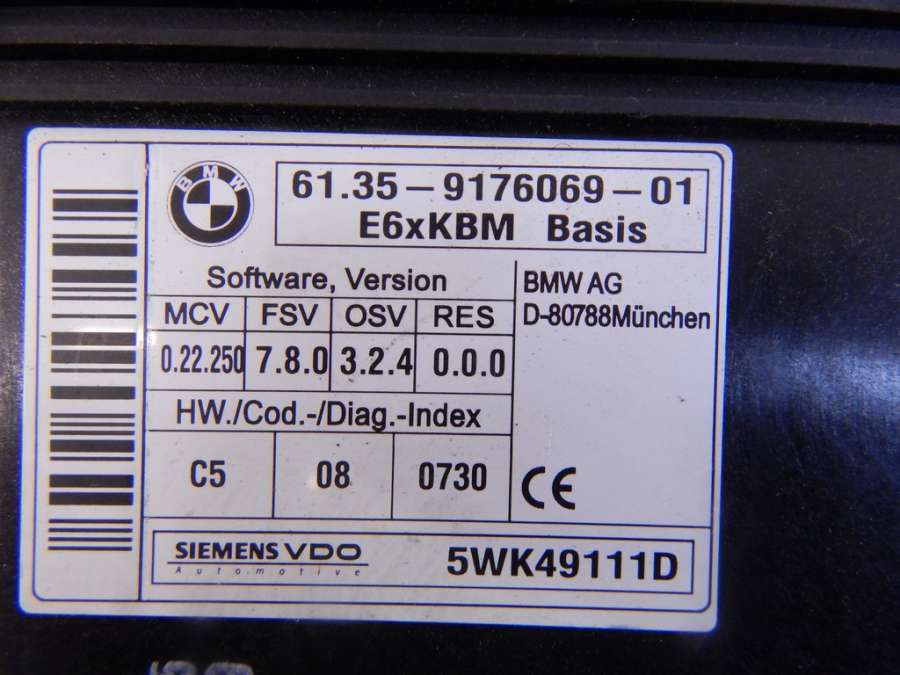 BMW
61.35-9176069-01
E6xKBM Basis
Software, Version
MCV FSV OSV RES
0.22.250 7.8.0 3.2.4 0.0.0
HW./Cod.-/Diag.-Index
C5 08 0730
BMW AG
D-80788München
CE
SIEMENS VDO
Automotive
5WK49111D